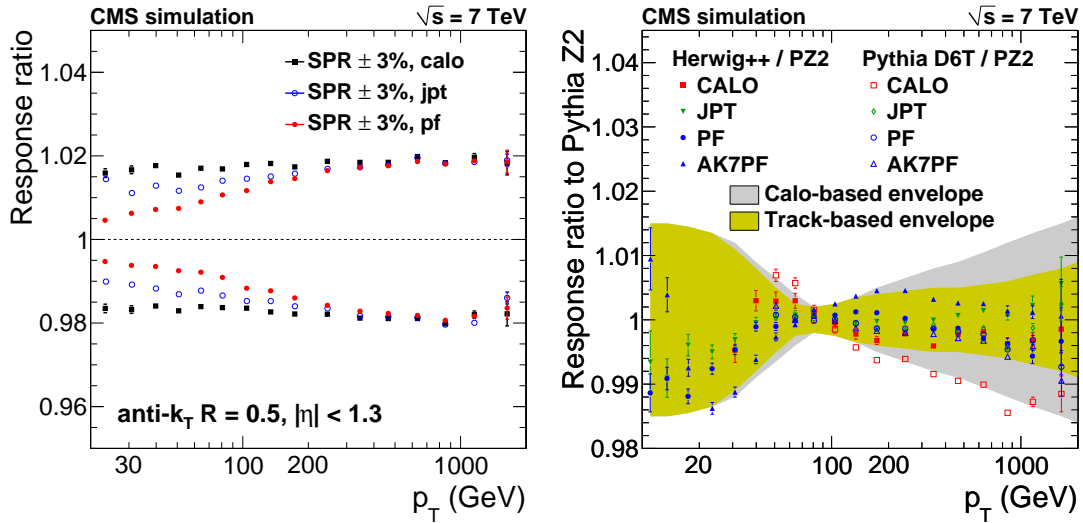 CMS simulation √s = 7 TeV
Response ratio
1.04
1.02
1
0.98
0.96
SPR ± 3%, calo
SPR ± 3%, jpt
SPR ± 3%, pf
anti-k_T R = 0.5, |η| < 1.3
30 100 200 1000
p_T (GeV)
CMS simulation √s = 7 TeV
Response ratio to Pythia Z2
1.04
1.03
1.02
1.01
1
0.99
0.98
Herwig++ / PZ2 Pythia D6T / PZ2
CALO CALO
JPT JPT
PF PF
AK7PF AK7PF
Calo-based envelope
Track-based envelope
20 100 200 1000
p_T (GeV)